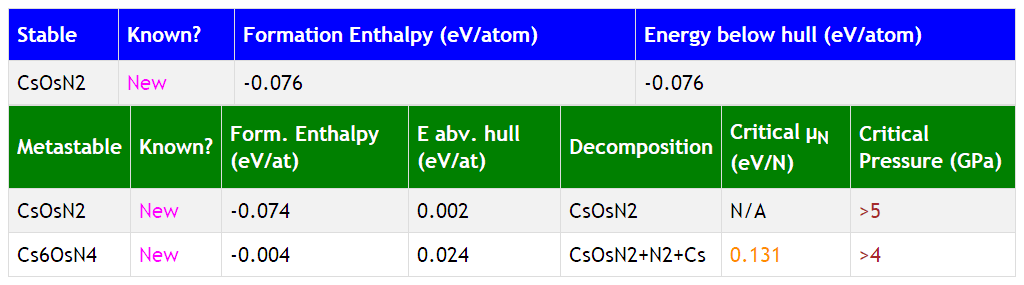 Stable Known? Formation Enthalpy (eV/atom) Energy below hull (eV/atom)
CsOsN2 New -0.076 -0.076
Metastable Known? Form. Enthalpy (eV/at) E abv. hull (eV/at) Decomposition Critical μN (eV/N) Critical Pressure (GPa)
CsOsN2 New -0.074 0.002 CsOsN2 N/A >5
Cs6OsN4 New -0.004 0.024 CsOsN2+N2+Cs 0.131 >4